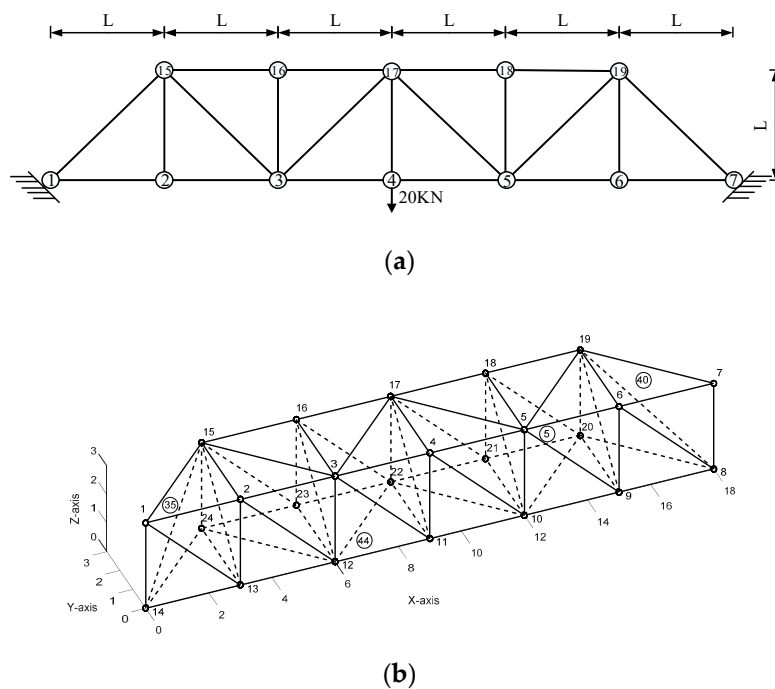 L L L L L L
15 16 17 18 19
L
1 2 3 4 5 6 7
20KN
(a)
19
18 7
17 40
16 6
15 5 5 20
4 21 8
3 22 18
3 2 9 16
2 1 23 10 14
1 35 24 12
0 12 44 11 10
3 8
2 13 6
1 4 X-axis
0 14 2
0
Z-axis
Y-axis
(b)